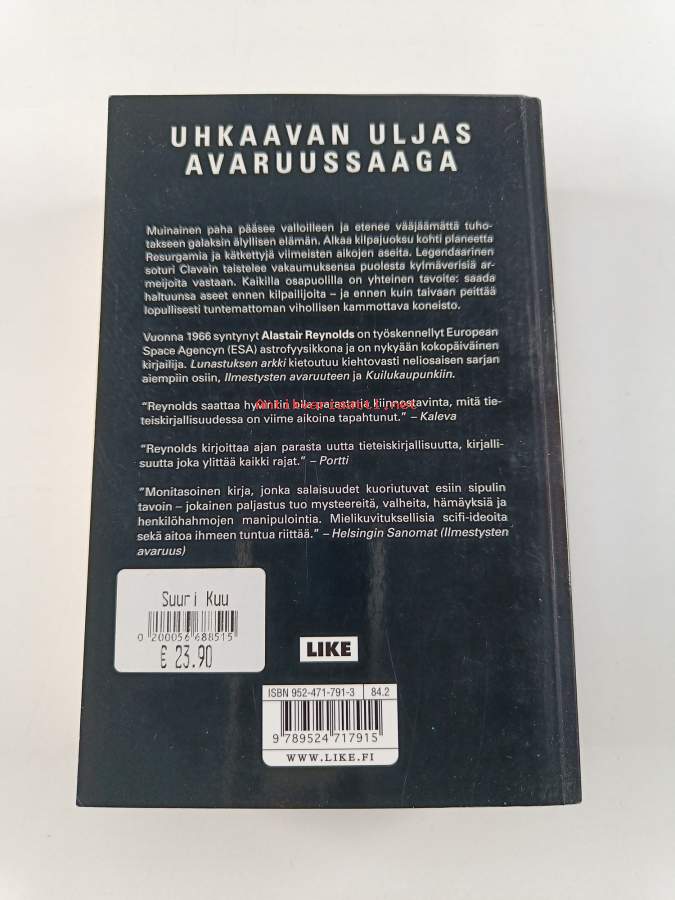 UHKAAVAN ULJAS
AVARUUSSAAGA
Muinainen paha pääsee valloilleen ja etenee vääjäämättä tuho-
takseen galaksin älyllisen elämän. Alkaa kilpajuoksu kohti planeetta
Resurgamia ja kätkettyjä viimeisten aikojen aseita. Legendaarinen
soturi Clavain taistelee vakaumuksensa puolesta kylmäverisiä ar-
meijoita vastaan. Kaikilla osapuolilla on yhteinen tavoite: saada
haltuunsa aseet ennen kilpailijoita – ja ennen kuin taivaan peittää
lopullisesti tuntemattoman vihollisen kammottava koneisto.
Vuonna 1966 syntynyt Alastair Reynolds on työskennellyt European
Space Agencyn (ESA) astrofyysikkona ja on nykyään kokopäiväinen
kirjailija. Lunastuksen arkki kietoutuu kiehtovasti neliosaisen sarjan
aiempiin osiin, Ilmestysten avaruuteen ja Kuilukaupunkiin.
"Reynolds saattaa hyvinkin olla parasta ja kiinnostavinta, mitä tie-
teiskirjallisuudessa on viime aikoina tapahtunut." – Kaleva
Antikvariaatti.net
"Reynolds kirjoittaa ajan parasta uutta tieteiskirjallisuutta, kirjalli-
suutta joka ylittää kaikki rajat." – Portti
"Monitasoinen kirja, jonka salaisuudet kuoriutuvat esiin sipulin
tavoin – jokainen paljastus tuo mysteereitä, valheita, hämäyksiä ja
henkilöhahmojen manipulointia. Mielikuvituksellisia scifi-ideoita
sekä aitoa ihmeen tuntua riittää." – Helsingin Sanomat (Ilmestysten
avaruus)
Suuri Kuu
0 200056 688515
€ 23.90
LIKE
ISBN 952-471-791-3 84.2
9 789524 717915
WWW.LIKE.FI